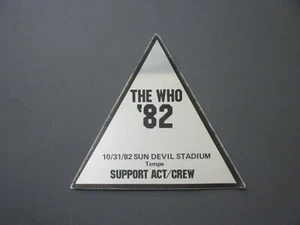 THE WHO
'82
10/31/82 SUN DEVIL STADIUM
Tempe
SUPPORT ACT/CREW